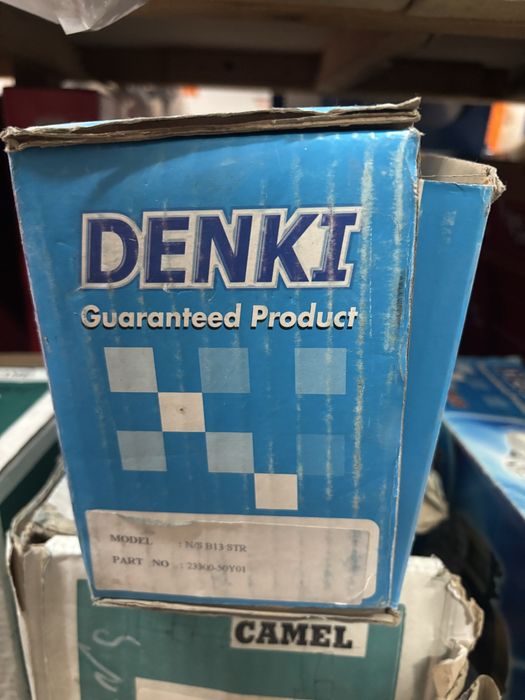 DENKI
Guaranteed Product
MODEL : N/S B13 STR
PART NO : 23300-50Y01
CAMEL
S/N